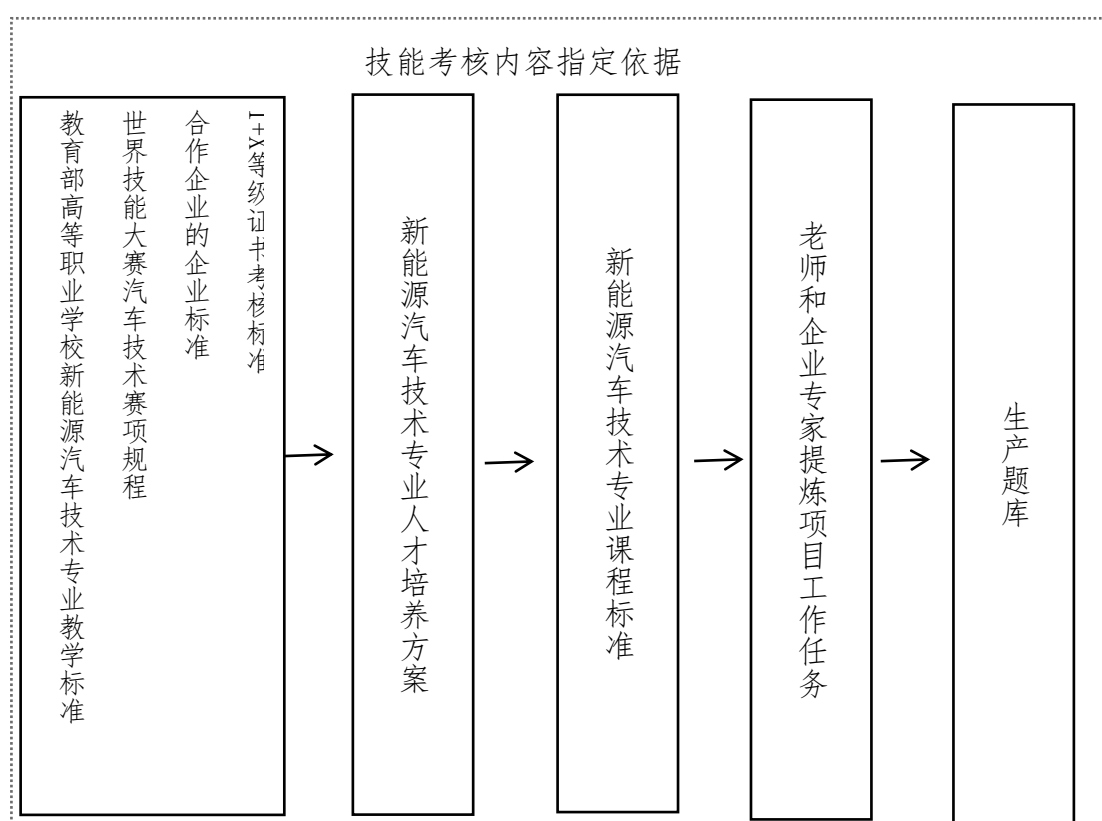 技能考核内容指定依据
教育部高等职业学校新能源汽车技术专业教学标准
世界技能大赛汽车技术赛项规程
合作企业的企业标准
1+X等级证书考核标准
新能源汽车技术专业人才培养方案
新能源汽车技术专业课程标准
老师和企业专家提炼项目工作任务
生产题库